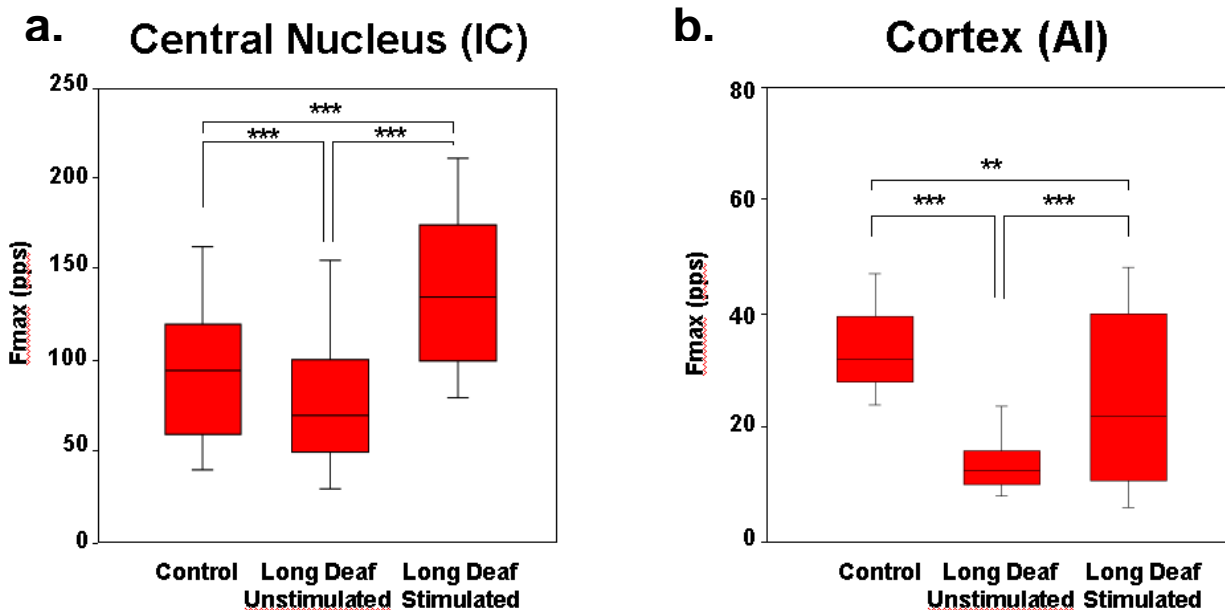 a. Central Nucleus (IC)
250
200
150
100
50
0
Fmax (pps)
***
*** ***
Control Long Deaf Long Deaf
Unstimulated Stimulated
b. Cortex (AI)
80
60
40
20
0
Fmax (pps)
**
*** ***
Control Long Deaf Long Deaf
Unstimulated Stimulated